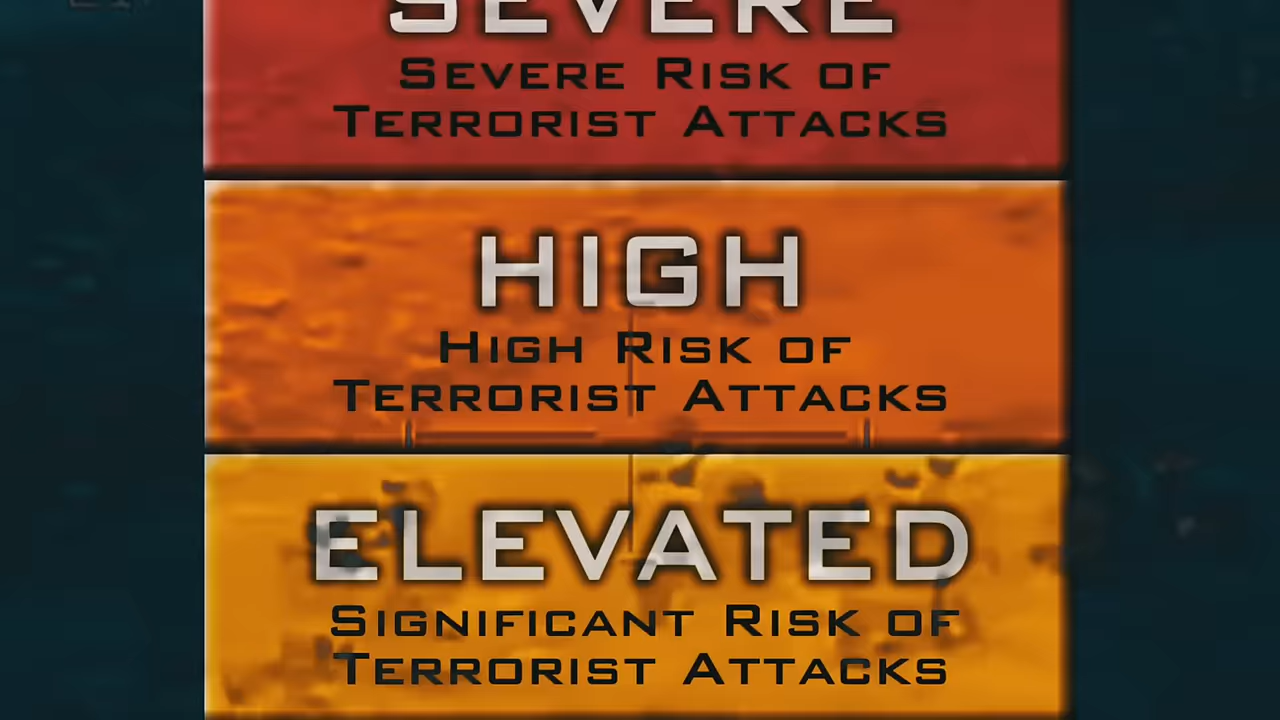 SEVERE
SEVERE RISK OF
TERRORIST ATTACKS
HIGH
HIGH RISK OF
TERRORIST ATTACKS
ELEVATED
SIGNIFICANT RISK OF
TERRORIST ATTACKS